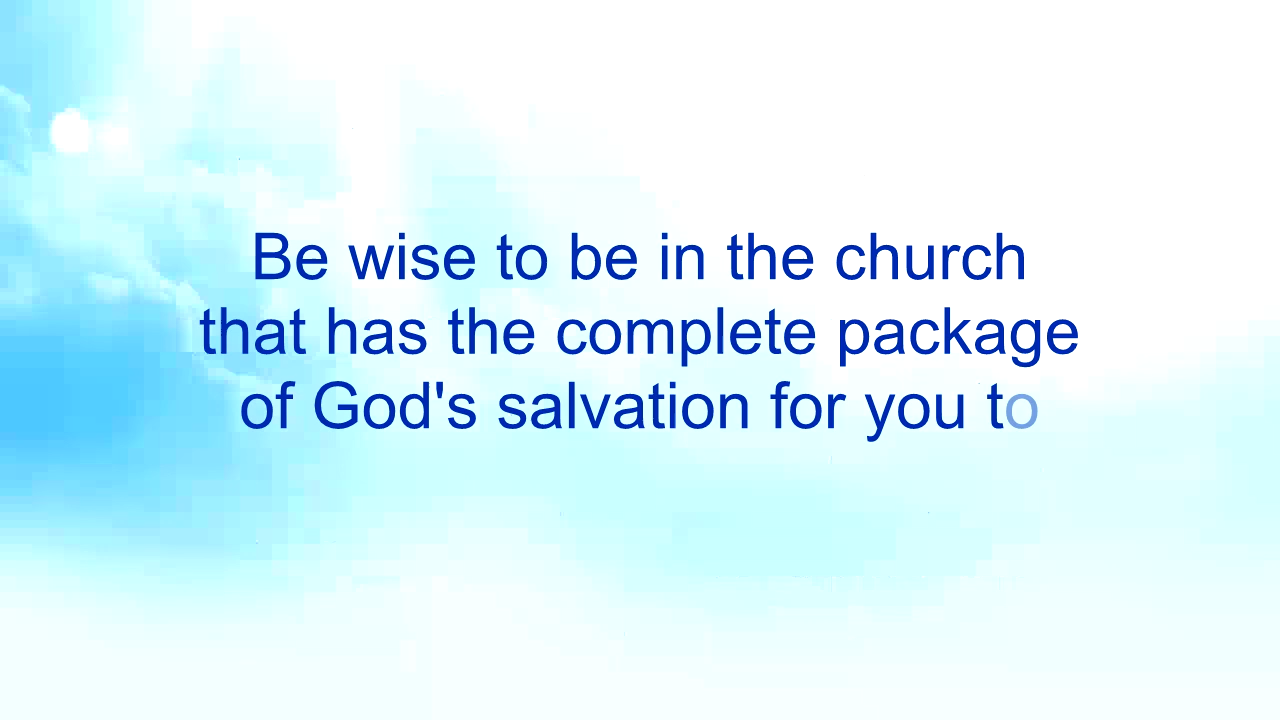 Be wise to be in the church
that has the complete package
of God's salvation for you to